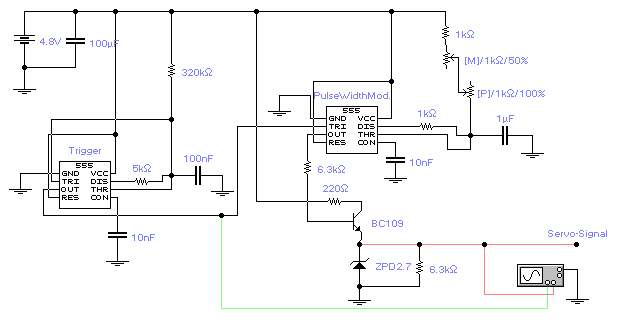 4.8V
100µF
320kΩ
1kΩ
[M]/1kΩ/50%
[P]/1kΩ/100%
PulseWidthMod.
555
GND VCC
TRI DIS
OUT THR
RES CON
1kΩ
1µF
10nF
Trigger
555
GND VCC
TRI DIS
OUT THR
RES CON
5kΩ
100nF
10nF
6.3kΩ
220Ω
BC109
Servo-Signal
ZPD2.7
6.3kΩ